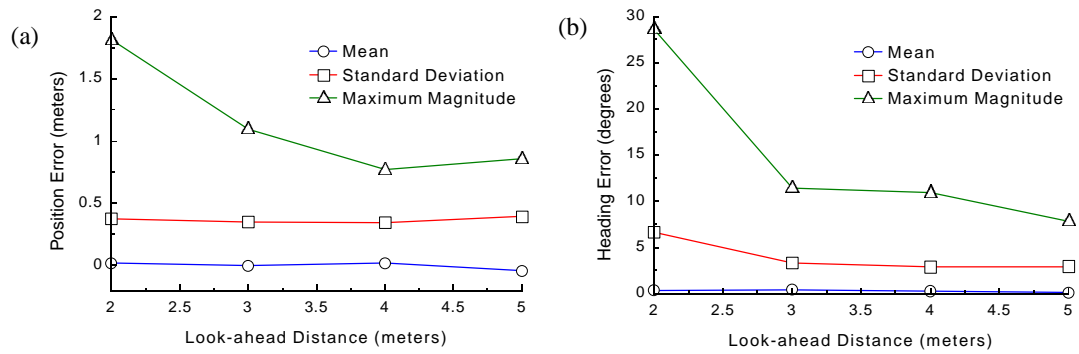 (a)
Position Error (meters)
2
1.5
1
0.5
0
Mean
Standard Deviation
Maximum Magnitude
2 2.5 3 3.5 4 4.5 5
Look-ahead Distance (meters)
(b)
Heading Error (degrees)
30
25
20
15
10
5
0
Mean
Standard Deviation
Maximum Magnitude
2 2.5 3 3.5 4 4.5 5
Look-ahead Distance (meters)